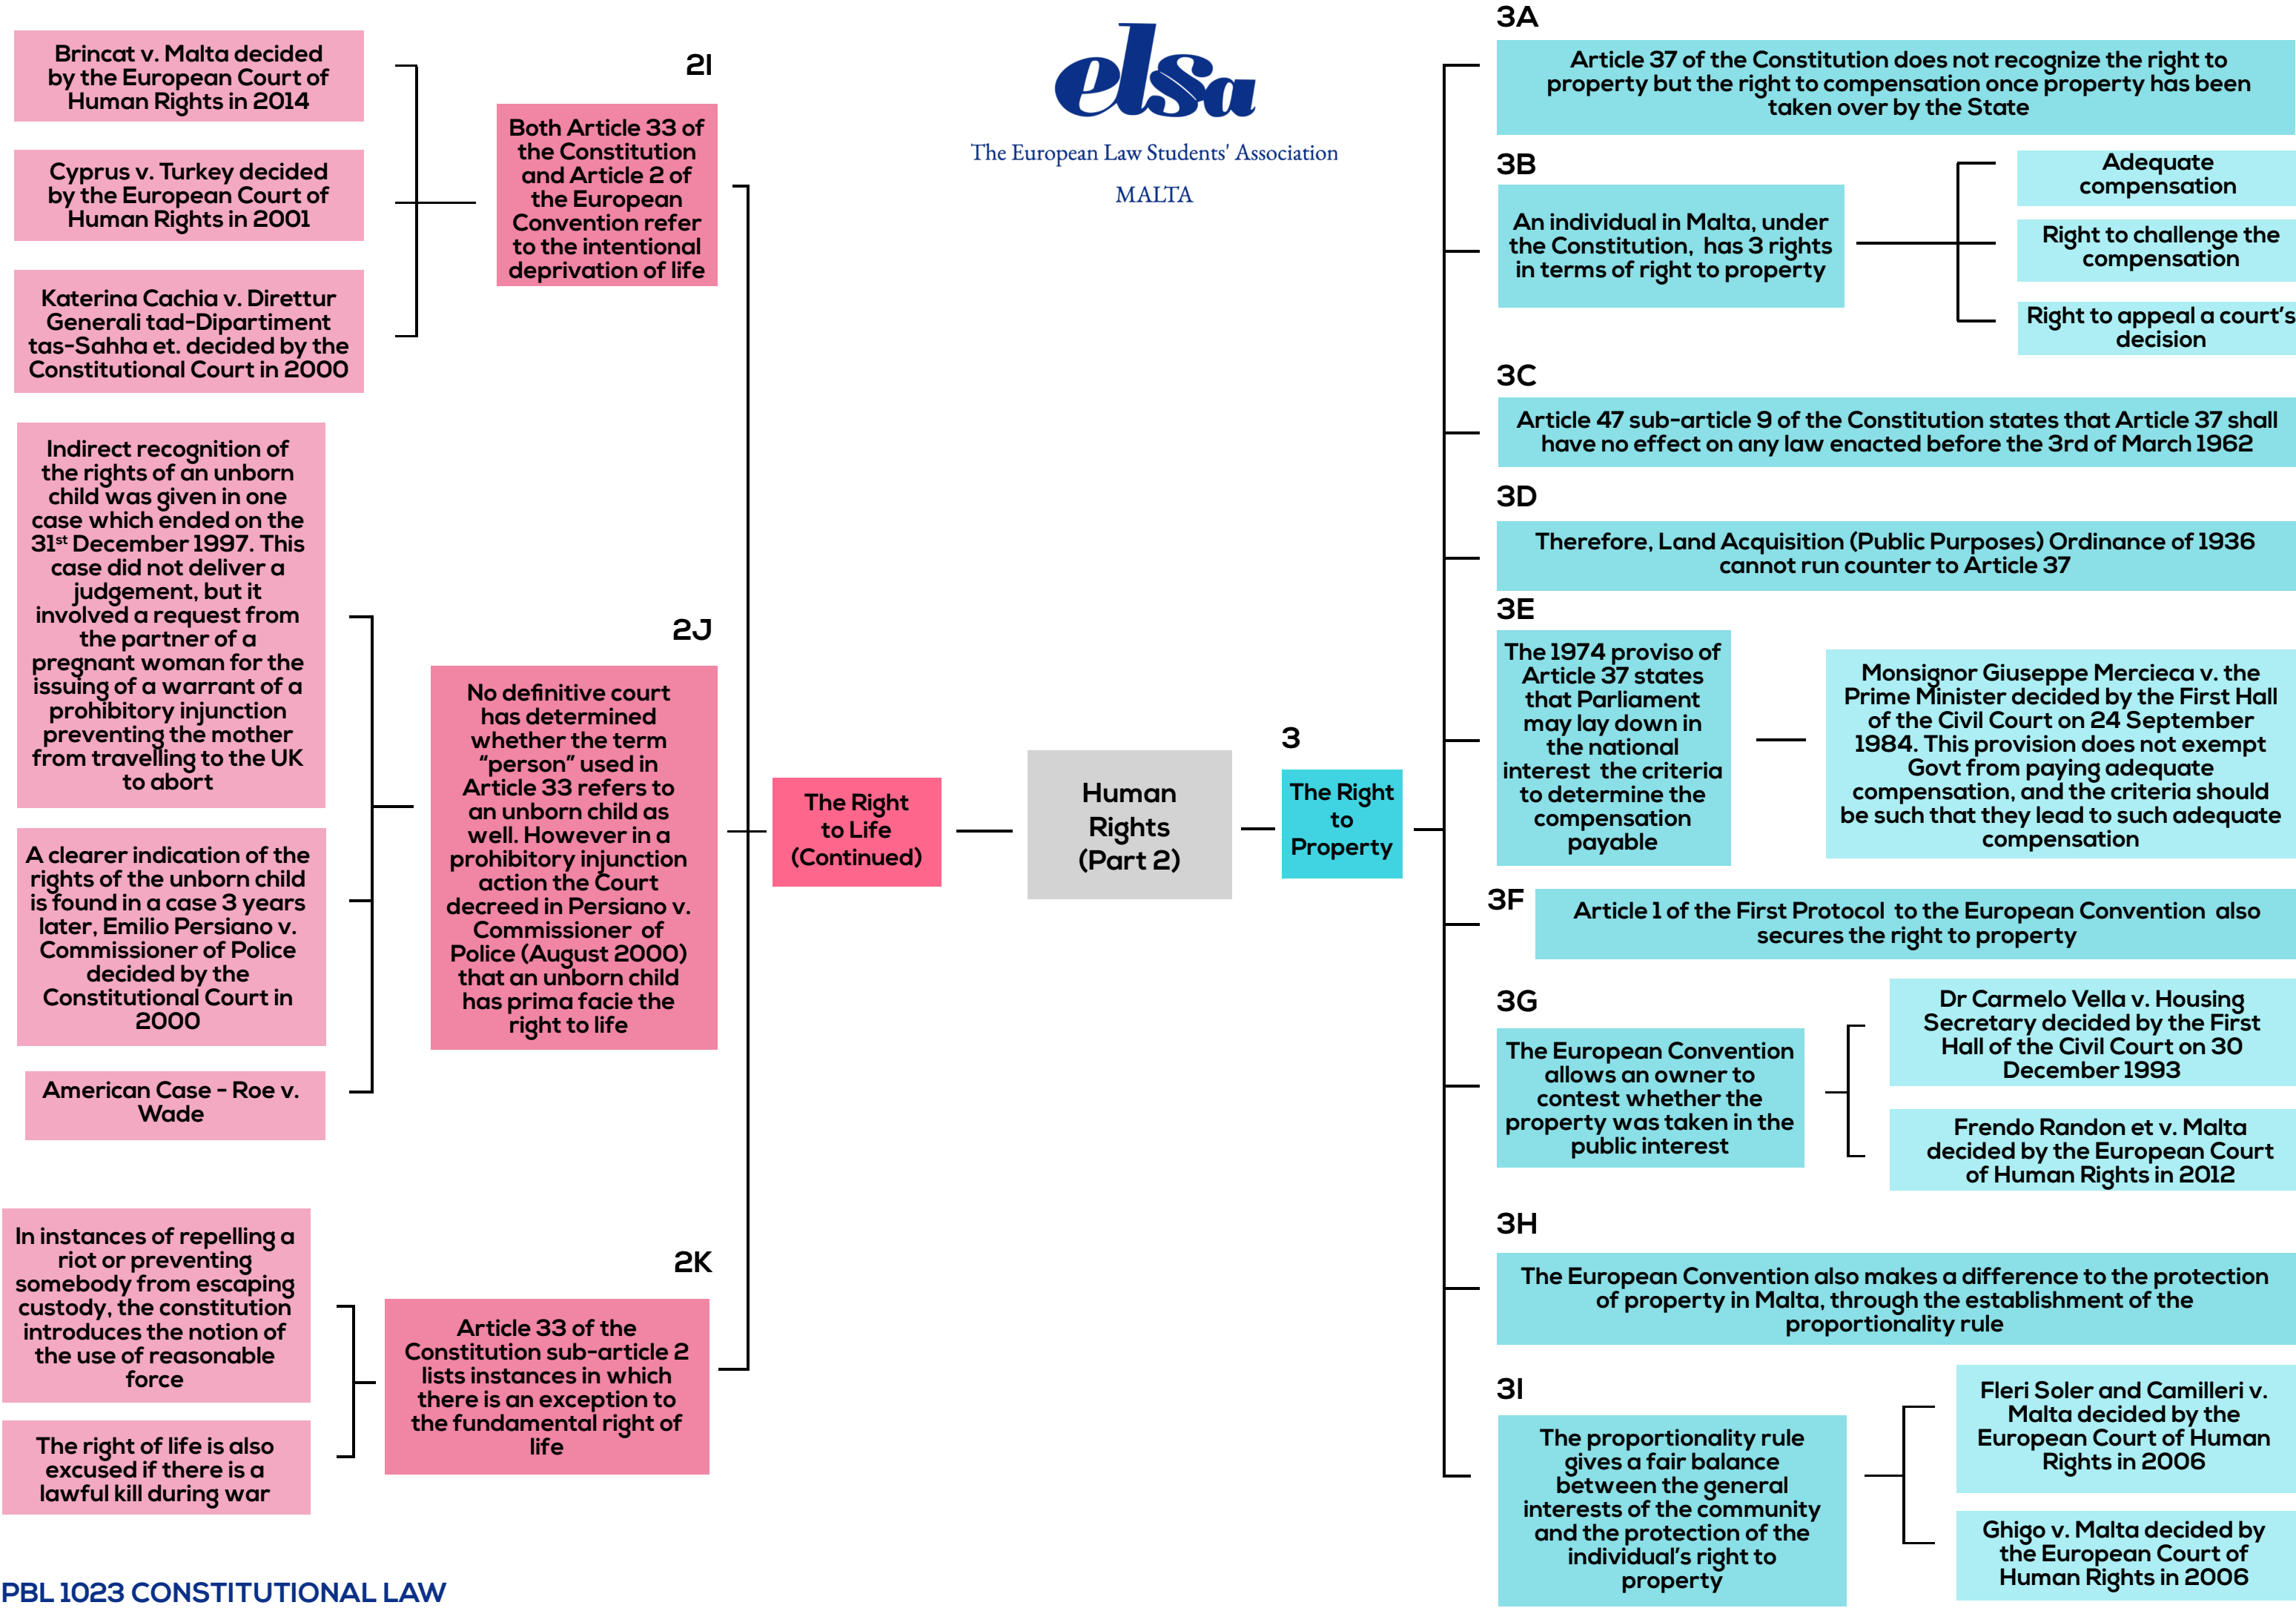 elsa
The European Law Students' Association
MALTA
Human
Rights
(Part 2)
The Right
to Life
(Continued)
2I
Both Article 33 of
the Constitution
and Article 2 of
the European
Convention refer
to the intentional
deprivation of life
Brincat v. Malta decided
by the European Court of
Human Rights in 2014
Cyprus v. Turkey decided
by the European Court of
Human Rights in 2001
Katerina Cachia v. Direttur
Generali tad-Dipartiment
tas-Sahha et. decided by the
Constitutional Court in 2000
2J
No definitive court
has determined
whether the term
“person” used in
Article 33 refers to
an unborn child as
well. However in a
prohibitory injunction
action the Court
decreed in Persiano v.
Commissioner of
Police (August 2000)
that an unborn child
has prima facie the
right to life
Indirect recognition of
the rights of an unborn
child was given in one
case which ended on the
31st December 1997. This
case did not deliver a
judgement, but it
involved a request from
the partner of a
pregnant woman for the
issuing of a warrant of a
prohibitory injunction
preventing the mother
from travelling to the UK
to abort
A clearer indication of the
rights of the unborn child
is found in a case 3 years
later, Emilio Persiano v.
Commissioner of Police
decided by the
Constitutional Court in
2000
American Case - Roe v.
Wade
2K
Article 33 of the
Constitution sub-article 2
lists instances in which
there is an exception to
the fundamental right of
life
In instances of repelling a
riot or preventing
somebody from escaping
custody, the constitution
introduces the notion of
the use of reasonable
force
The right of life is also
excused if there is a
lawful kill during war
3
The Right
to
Property
3A
Article 37 of the Constitution does not recognize the right to
property but the right to compensation once property has been
taken over by the State
3B
An individual in Malta, under
the Constitution, has 3 rights
in terms of right to property
Adequate
compensation
Right to challenge the
compensation
Right to appeal a court’s
decision
3C
Article 47 sub-article 9 of the Constitution states that Article 37 shall
have no effect on any law enacted before the 3rd of March 1962
3D
Therefore, Land Acquisition (Public Purposes) Ordinance of 1936
cannot run counter to Article 37
3E
The 1974 proviso of
Article 37 states
that Parliament
may lay down in
the national
interest the criteria
to determine the
compensation
payable
Monsignor Giuseppe Mercieca v. the
Prime Minister decided by the First Hall
of the Civil Court on 24 September
1984. This provision does not exempt
Govt from paying adequate
compensation, and the criteria should
be such that they lead to such adequate
compensation
3F
Article 1 of the First Protocol to the European Convention also
secures the right to property
3G
The European Convention
allows an owner to
contest whether the
property was taken in the
public interest
Dr Carmelo Vella v. Housing
Secretary decided by the First
Hall of the Civil Court on 30
December 1993
Frendo Randon et v. Malta
decided by the European Court
of Human Rights in 2012
3H
The European Convention also makes a difference to the protection
of property in Malta, through the establishment of the
proportionality rule
3I
The proportionality rule
gives a fair balance
between the general
interests of the community
and the protection of the
individual’s right to
property
Fleri Soler and Camilleri v.
Malta decided by the
European Court of Human
Rights in 2006
Ghigo v. Malta decided by
the European Court of
Human Rights in 2006
PBL 1023 CONSTITUTIONAL LAW